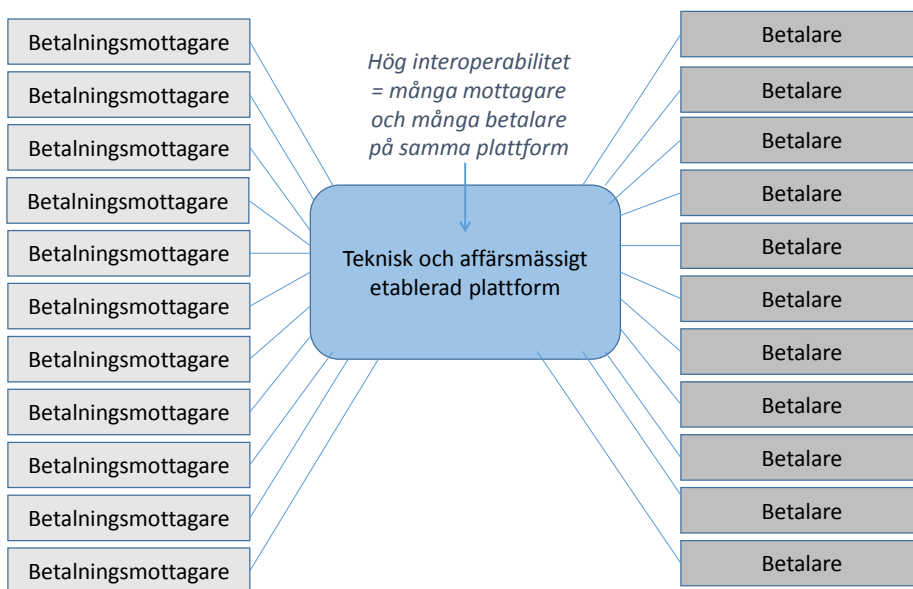 Betalningsmottagare
Betalningsmottagare
Betalningsmottagare
Betalningsmottagare
Betalningsmottagare
Betalningsmottagare
Betalningsmottagare
Betalningsmottagare
Betalningsmottagare
Betalningsmottagare
Betalningsmottagare
Hög interoperabilitet
= många mottagare
och många betalare
på samma plattform
Teknisk och affärsmässigt
etablerad plattform
Betalare
Betalare
Betalare
Betalare
Betalare
Betalare
Betalare
Betalare
Betalare
Betalare
Betalare